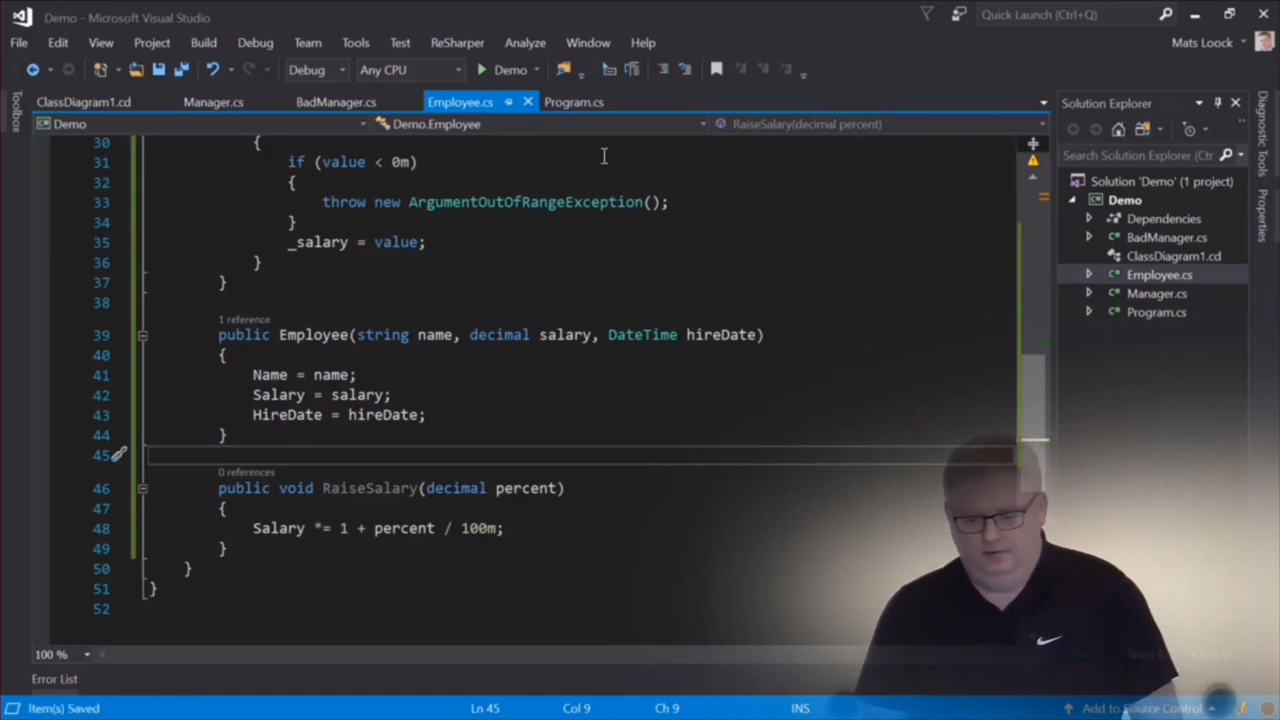 Demo - Microsoft Visual Studio
Quick Launch (Ctrl+Q)
File Edit View Project Build Debug Team Tools Test ReSharper Analyze Window Help
Mats Loock
Debug Any CPU Demo
ClassDiagram1.cd Manager.cs BadManager.cs Employee.cs Program.cs
Demo Demo.Employee RaiseSalary(decimal percent)
Toolbox
30 {
31 if (value < 0m)
32 {
33 throw new ArgumentOutOfRangeException();
34 }
35 _salary = value;
36 }
37 }
38
1 reference
39 public Employee(string name, decimal salary, DateTime hireDate)
40 {
41 Name = name;
42 Salary = salary;
43 HireDate = hireDate;
44 }
45
0 references
46 public void RaiseSalary(decimal percent)
47 {
48 Salary *= 1 + percent / 100m;
49 }
50 }
51 }
52
100 %
Error List
Item(s) Saved Ln 45 Col 9 Ch 9 INS Add to Source Control
Solution Explorer
Search Solution Explorer (Ctrl
Solution 'Demo' (1 project)
Demo
Dependencies
BadManager.cs
ClassDiagram1.cd
Employee.cs
Manager.cs
Program.cs
Diagnostic Tools
Properties